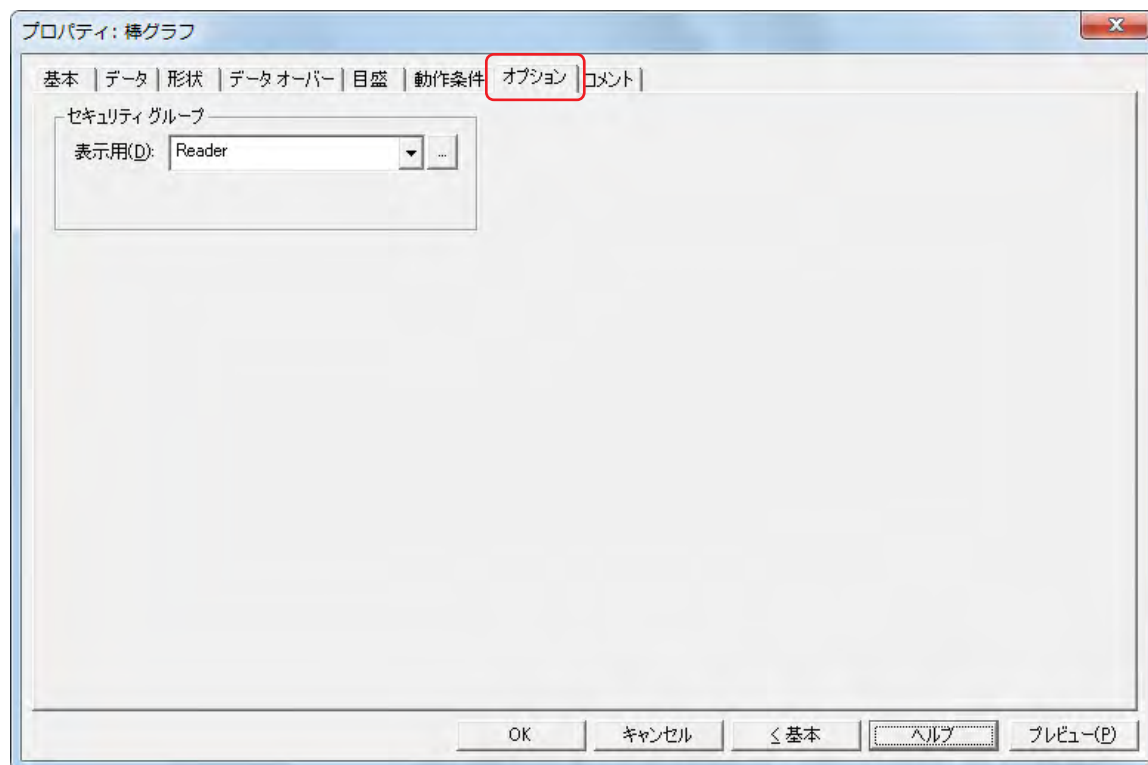 プロパティ: 棒グラフ
基本 データ 形状 データ オーバー 目盛 動作条件 オプション コメント
セキュリティ グループ
表示用(D): Reader ...
OK キャンセル < 基本 ヘルプ プレビュー(P)